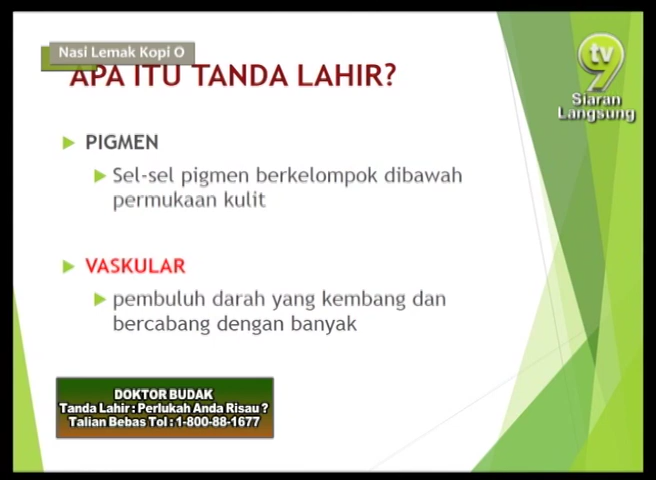 Nasi Lemak Kopi O
APA ITU TANDA LAHIR?
tv
9
Siaran
Langsung
PIGMEN
Sel-sel pigmen berkelompok dibawah
permukaan kulit
VASKULAR
pembuluh darah yang kembang dan
bercabang dengan banyak
DOKTOR BUDAK
Tanda Lahir : Perlukah Anda Risau ?
Talian Bebas Tol : 1-800-88-1677